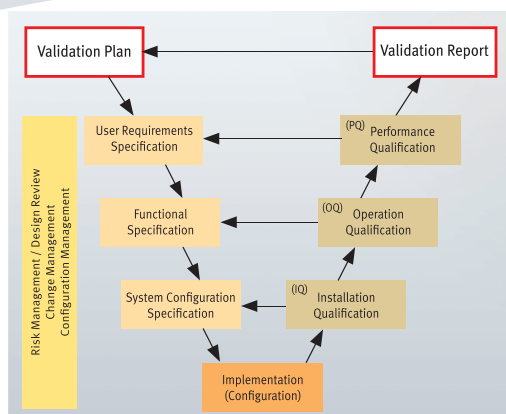 Validation Plan
Validation Report
User Requirements
Specification
(PQ) Performance
Qualification
Functional
Specification
(OQ) Operation
Qualification
System Configuration
Specification
(IQ) Installation
Qualification
Implementation
(Configuration)
Risk Management / Design Review
Change Management
Configuration Management